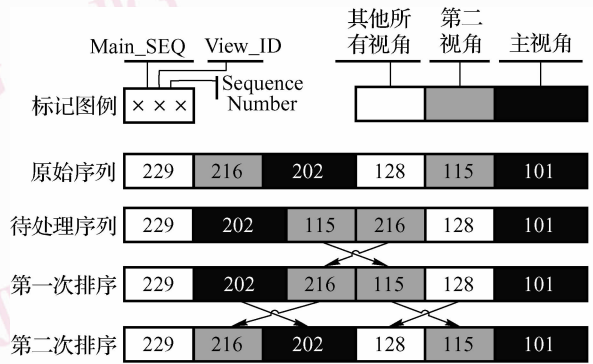 其他所有视角
第二视角
主视角
Main_SEQ View_ID
Sequence Number
标记图例 × × ×
原始序列 229 216 202 128 115 101
待处理序列 229 202 115 216 128 101
第一次排序 229 202 216 115 128 101
第二次排序 229 216 202 128 115 101